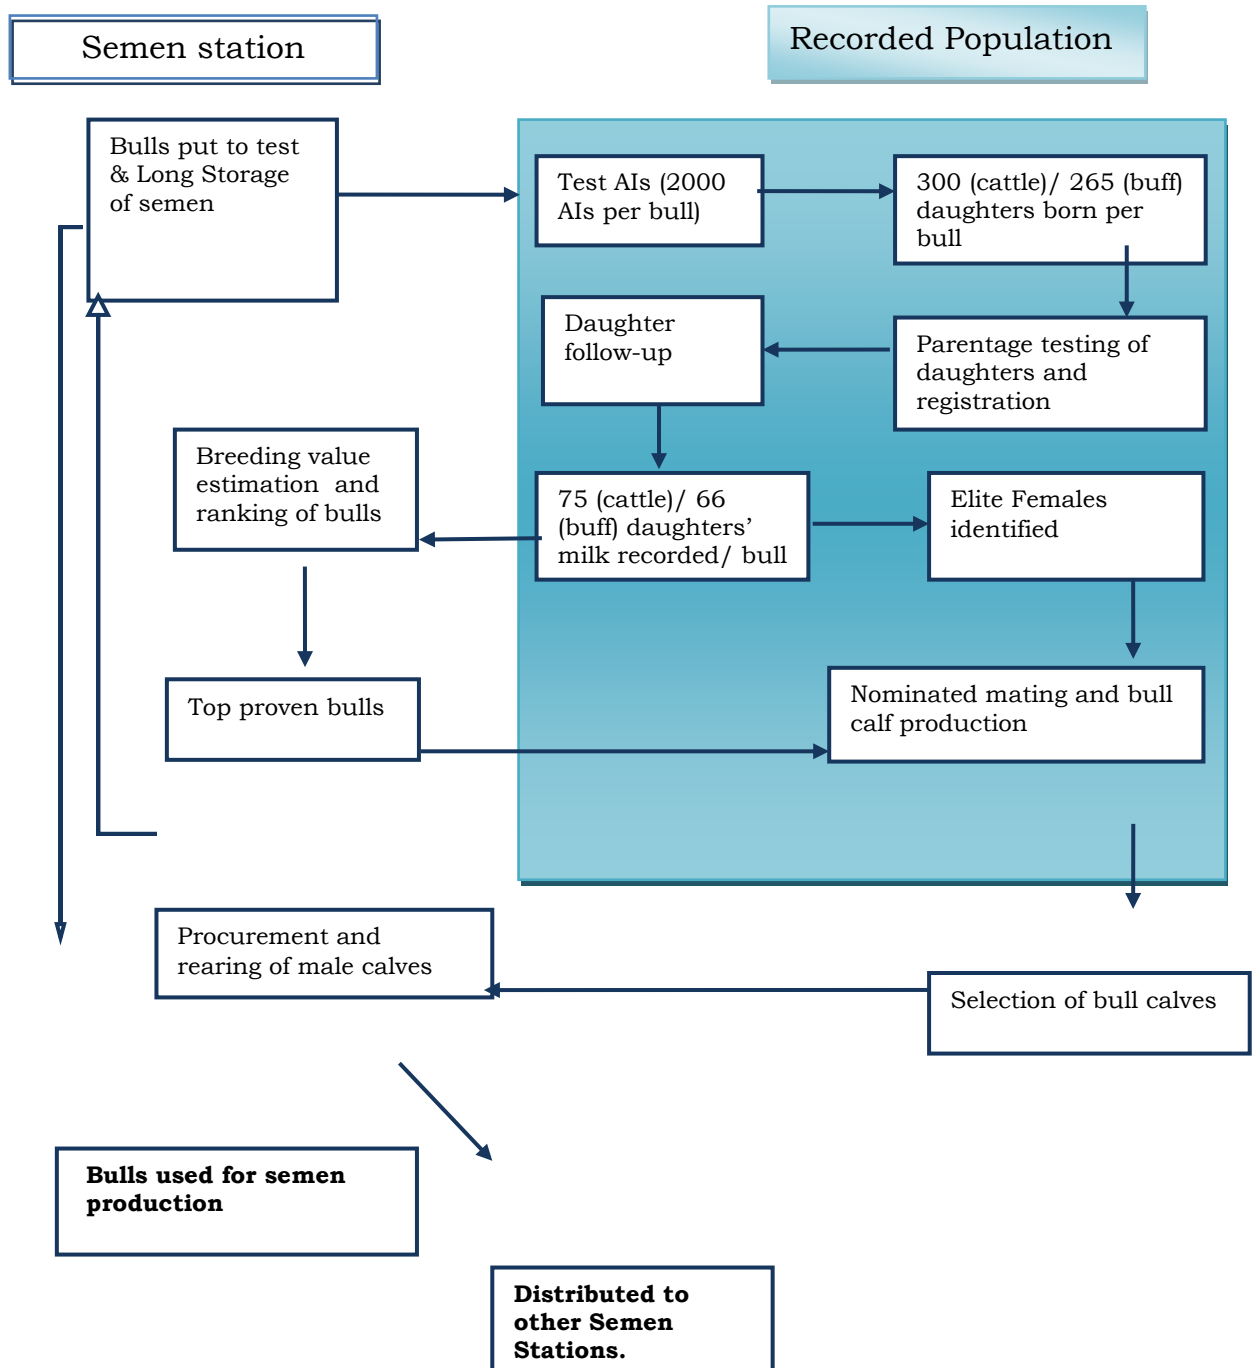 Semen station
Recorded Population
Bulls put to test
& Long Storage
of semen
Test AIs (2000
AIs per bull)
300 (cattle)/ 265 (buff)
daughters born per
bull
Daughter
follow-up
Parentage testing of
daughters and
registration
Breeding value
estimation and
ranking of bulls
75 (cattle)/ 66
(buff) daughters’
milk recorded/ bull
Elite Females
identified
Top proven bulls
Nominated mating and bull
calf production
Procurement and
rearing of male calves
Selection of bull calves
Bulls used for semen
production
Distributed to
other Semen
Stations.